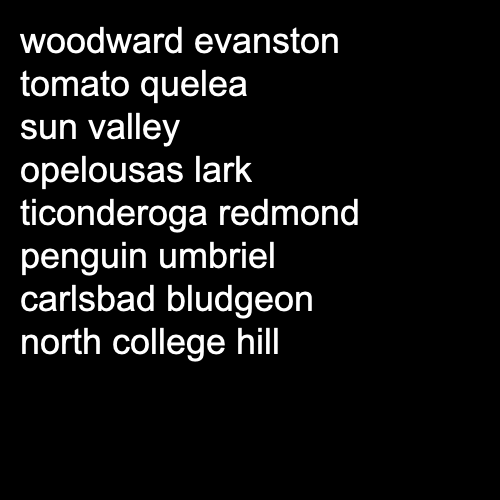 woodward evanston
tomato quelea
sun valley
opelousas lark
ticonderoga redmond
penguin umbriel
carlsbad bludgeon
north college hill